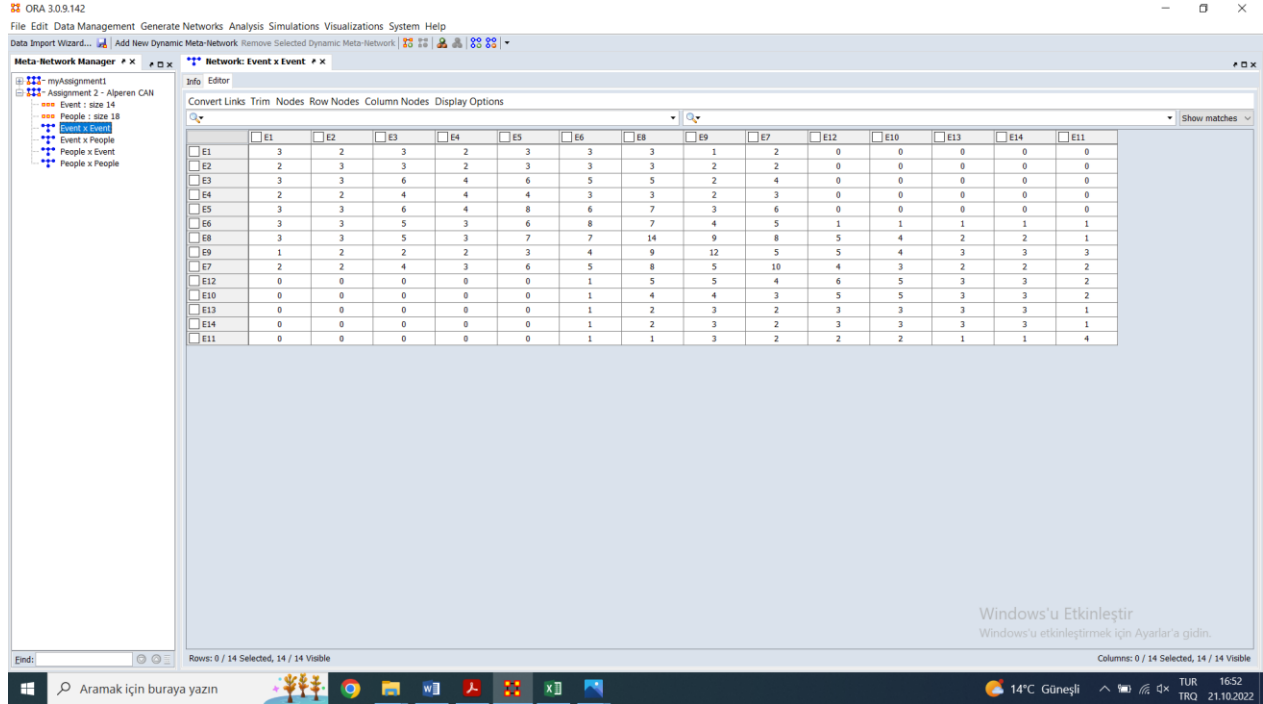 ORA 3.0.9.142
File Edit Data Management Generate Networks Analysis Simulations Visualizations System Help
Data Import Wizard... Add New Dynamic Meta-Network Remove Selected Dynamic Meta-Network
Meta-Network Manager
Network: Event x Event
myAssignment1
Assignment 2 - Alperen CAN
Event : size 14
People : size 18
Event x Event
Event x People
People x Event
People x People
Info Editor
Convert Links Trim Nodes Row Nodes Column Nodes Display Options
Show matches
E1 E2 E3 E4 E5 E6 E8 E9 E7 E12 E10 E13 E14 E11
E1 3 2 3 2 3 3 3 1 2 0 0 0 0 0
E2 2 3 3 2 3 3 3 2 2 0 0 0 0 0
E3 3 3 6 4 6 5 5 2 4 0 0 0 0 0
E4 2 2 4 4 4 3 3 2 3 0 0 0 0 0
E5 3 3 6 4 8 6 7 3 6 0 0 0 0 0
E6 3 3 5 3 6 8 7 4 5 1 1 1 1 1
E8 3 3 5 3 7 7 14 9 8 5 4 2 2 1
E9 1 2 2 2 3 4 9 12 5 5 4 3 3 3
E7 2 2 4 3 6 5 8 5 10 4 3 2 2 2
E12 0 0 0 0 0 1 5 5 4 6 5 3 3 2
E10 0 0 0 0 0 1 4 4 3 5 5 3 3 2
E13 0 0 0 0 0 1 2 3 2 3 3 3 3 1
E14 0 0 0 0 0 1 2 3 2 3 3 3 3 1
E11 0 0 0 0 0 1 1 3 2 2 2 1 1 4
Windows'u Etkinleştir
Windows'u etkinleştirmek için Ayarlar'a gidin.
Find:
Rows: 0 / 14 Selected, 14 / 14 Visible
Columns: 0 / 14 Selected, 14 / 14 Visible
Aramak için buraya yazın
14°C Güneşli
TUR
TRQ
16:52
21.10.2022